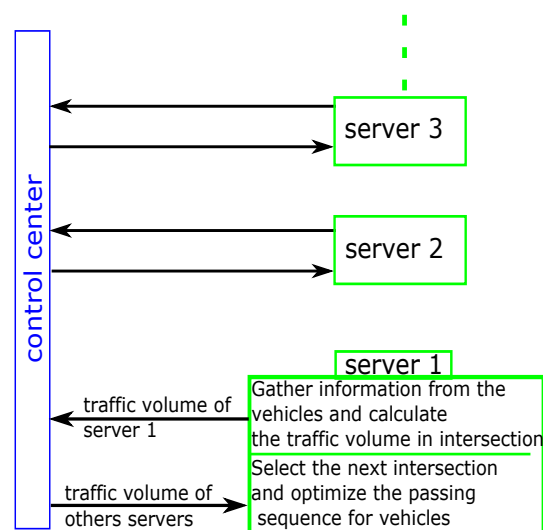 control center
server 3
server 2
server 1
traffic volume of
server 1
Gather information from the
vehicles and calculate
the traffic volume in intersection
traffic volume of
others servers
Select the next intersection
and optimize the passing
sequence for vehicles